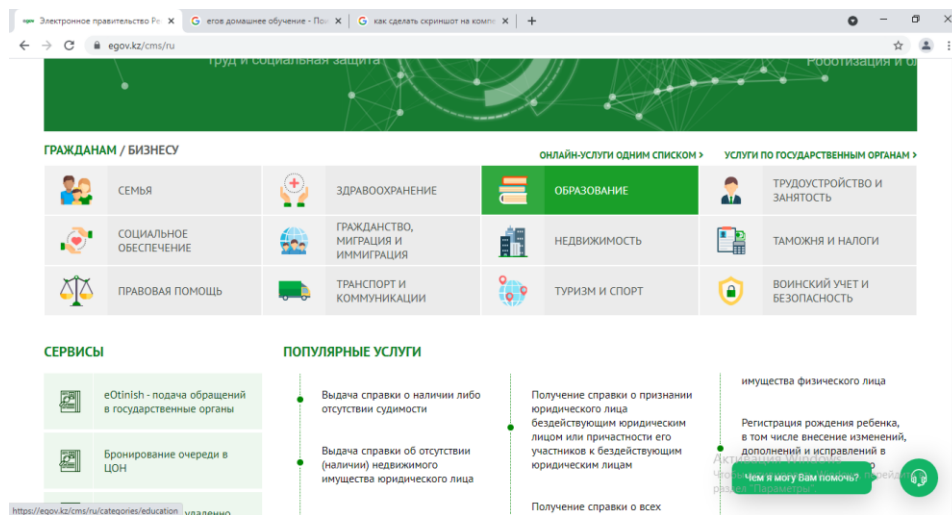 Электронное правительство Ре
егов домашнее обучение - Пои
как сделать скриншот на компь
egov.kz/cms/ru
Труд и социальная защита
Роботизация и
ГРАЖДАНАМ / БИЗНЕСУ
ОНЛАЙН-УСЛУГИ ОДНИМ СПИСКОМ >
УСЛУГИ ПО ГОСУДАРСТВЕННЫМ ОРГАНАМ >
СЕМЬЯ
ЗДРАВООХРАНЕНИЕ
ОБРАЗОВАНИЕ
ТРУДОУСТРОЙСТВО И
ЗАНЯТОСТЬ
СОЦИАЛЬНОЕ
ОБЕСПЕЧЕНИЕ
ГРАЖДАНСТВО,
МИГРАЦИЯ И
ИММИГРАЦИЯ
НЕДВИЖИМОСТЬ
ТАМОЖНЯ И НАЛОГИ
ПРАВОВАЯ ПОМОЩЬ
ТРАНСПОРТ И
КОММУНИКАЦИИ
ТУРИЗМ И СПОРТ
ВОИНСКИЙ УЧЕТ И
БЕЗОПАСНОСТЬ
СЕРВИСЫ
eOtinish - подача обращений
в государственные органы
Бронирование очереди в
ЦОН
удаленно
ПОПУЛЯРНЫЕ УСЛУГИ
Выдача справки о наличии либо
отсутствии судимости
Выдача справки об отсутствии
(наличии) недвижимого
имущества юридического лица
Получение справки о признании
юридического лица
бездействующим юридическим
лицом или причастности его
участников к бездействующим
юридическим лицам
Получение справки о всех
имущества физического лица
Регистрация рождения ребенка,
в том числе внесение изменений,
дополнений и исправлений в
Активация Windows
раздел "Параметры".
Чем я могу Вам помочь?
https://egov.kz/cms/ru/categories/education